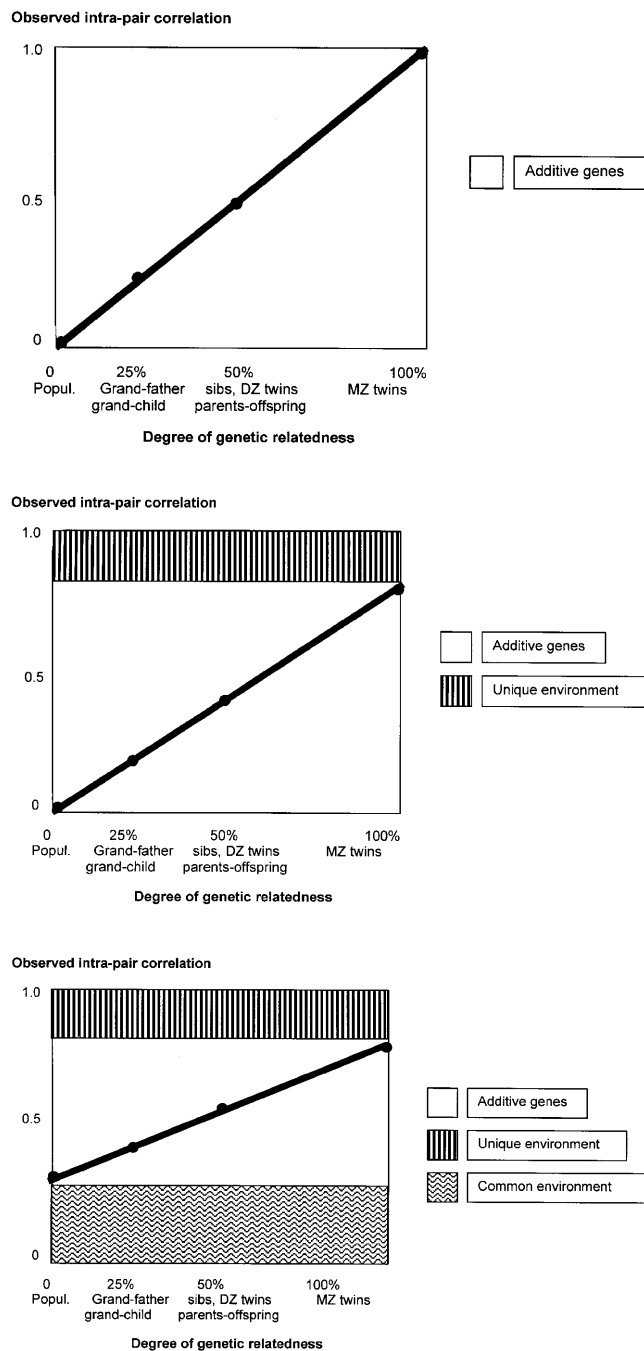 Observed intra-pair correlation
1.0
0.5
0
Additive genes
0 25% 50% 100%
Popul. Grand-father sibs, DZ twins MZ twins
grand-child parents-offspring
Degree of genetic relatedness
Observed intra-pair correlation
1.0
0.5
0
Additive genes
Unique environment
0 25% 50% 100%
Popul. Grand-father sibs, DZ twins MZ twins
grand-child parents-offspring
Degree of genetic relatedness
Observed intra-pair correlation
1.0
0.5
0
Additive genes
Unique environment
Common environment
0 25% 50% 100%
Popul. Grand-father sibs, DZ twins MZ twins
grand-child parents-offspring
Degree of genetic relatedness